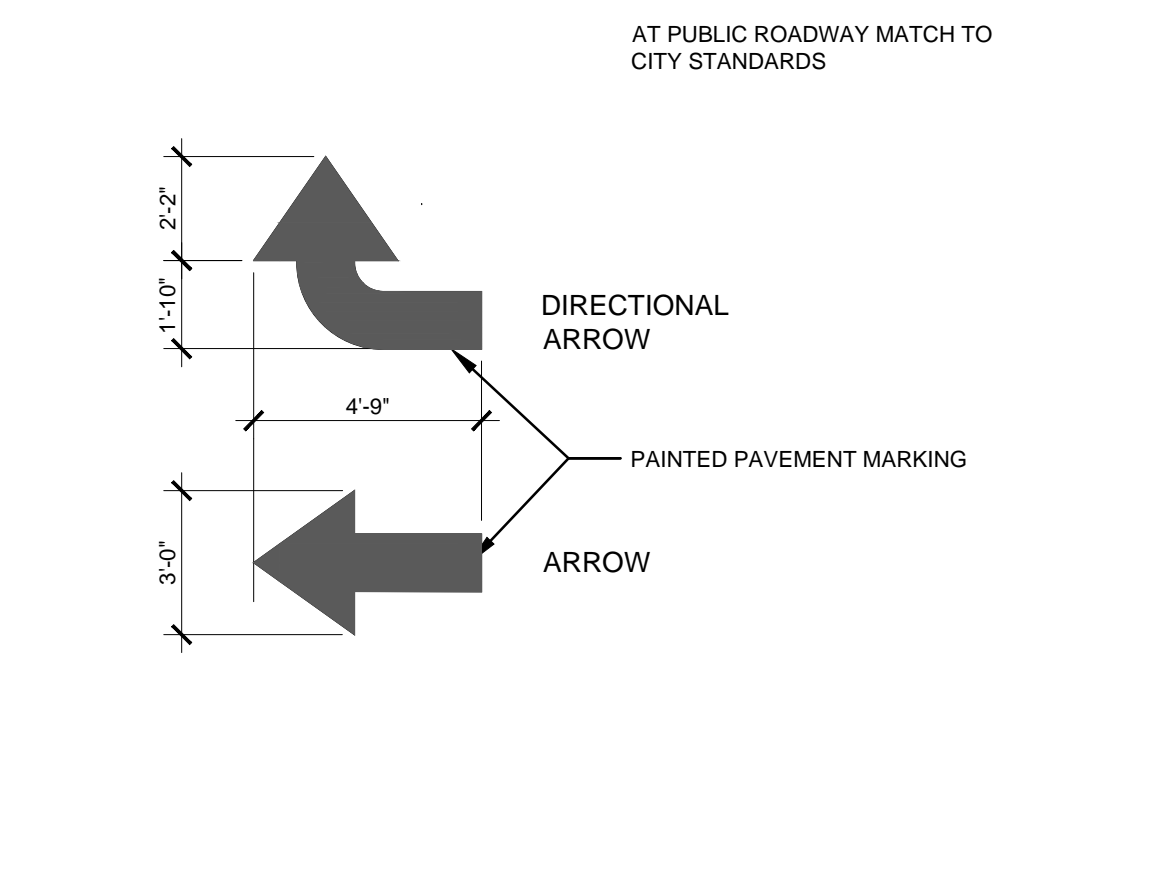 AT PUBLIC ROADWAY MATCH TO
CITY STANDARDS
2'-2"
1'-10"
DIRECTIONAL
ARROW
4'-9"
PAINTED PAVEMENT MARKING
3'-0"
ARROW